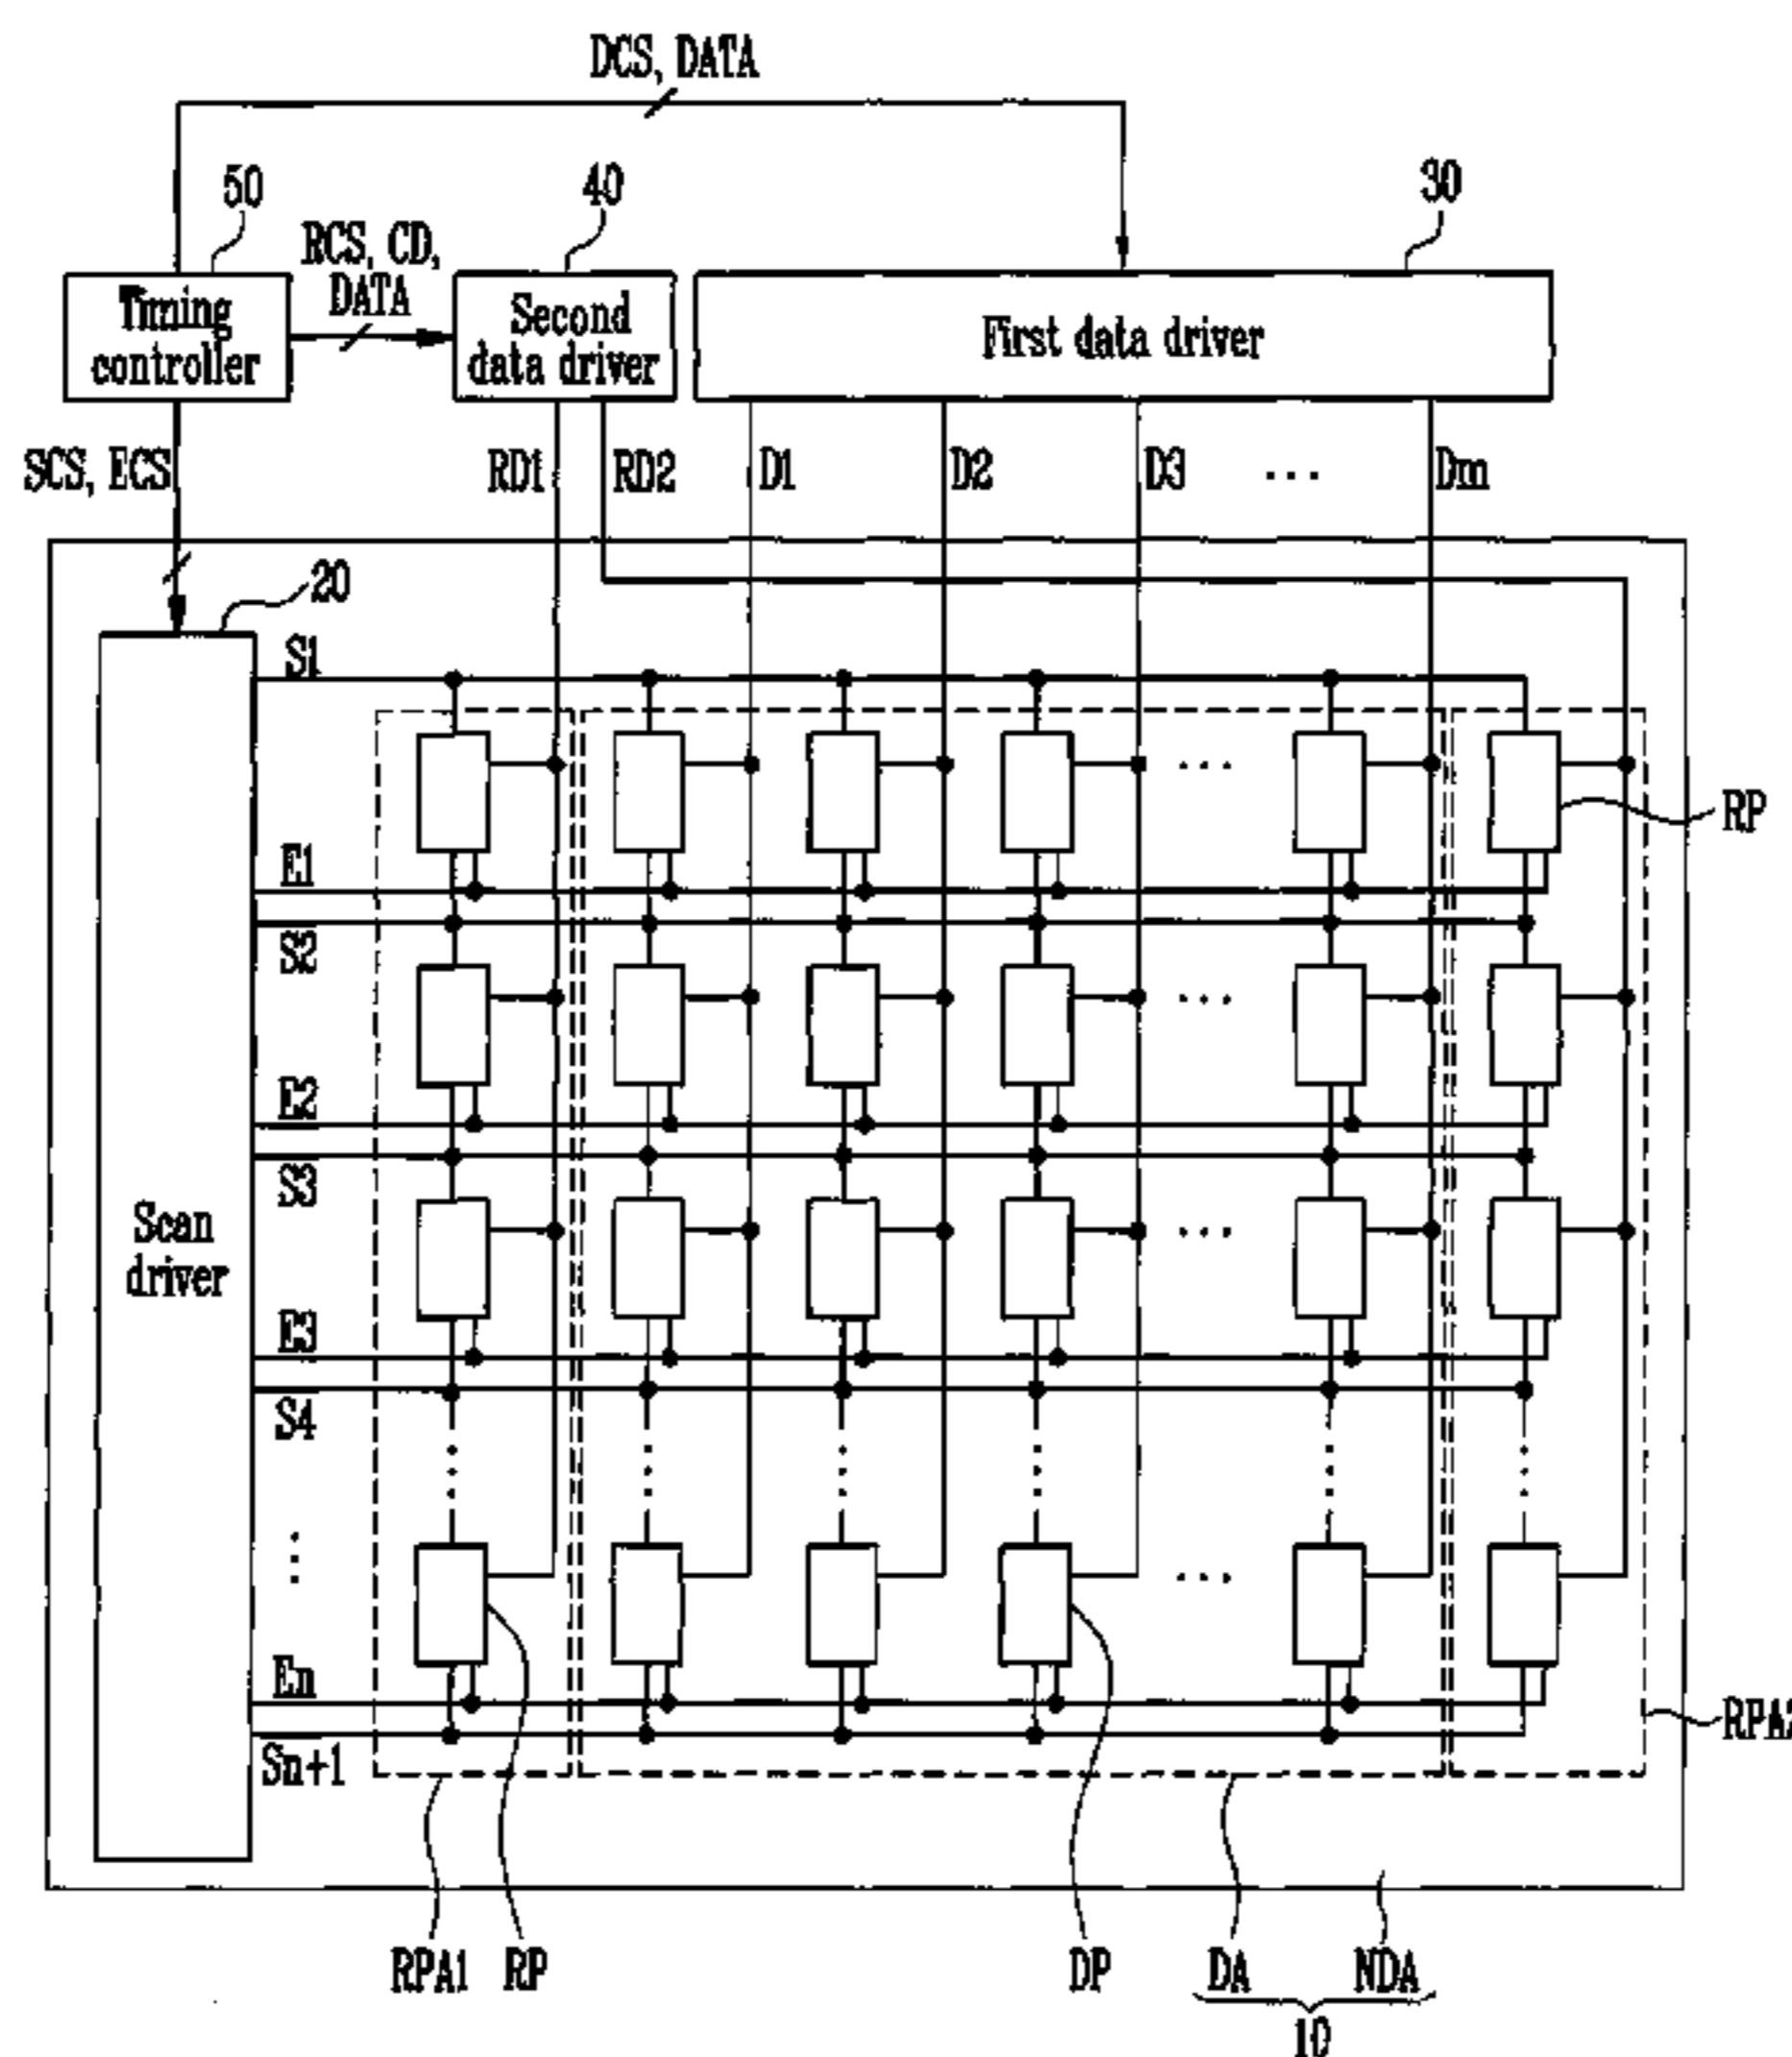 DCS, DATA
50
40
30
RCS, CD,
DATA
Timing
controller
Second
data driver
First data driver
SCS, ECS
RD1
RD2
D1
D2
D3
...
Dm
20
S1
RP
E1
S2
E2
S3
Scan
driver
E3
S4
En
Sn+1
RPA2
RPA1
RP
DP
DA
NDA
10